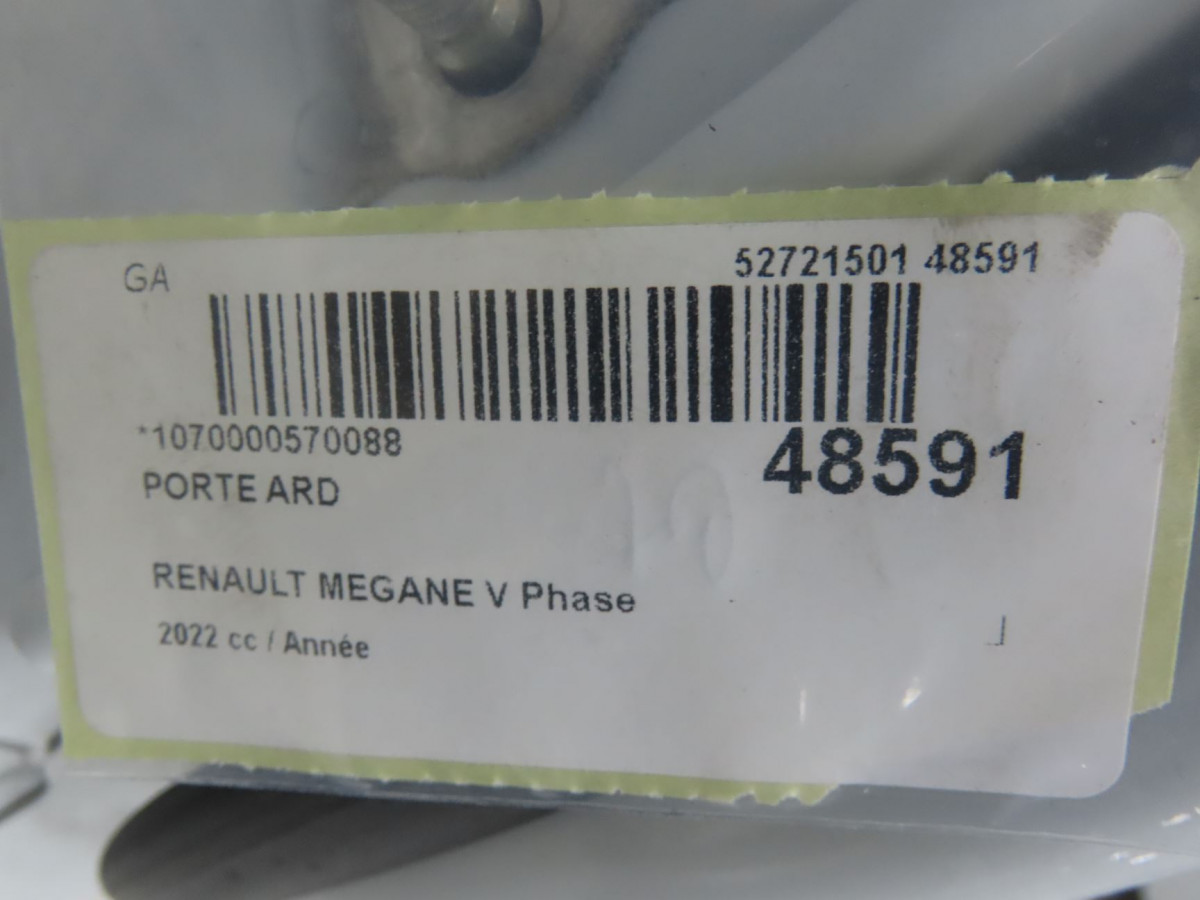 GA
52721501 48591
*1070000570088
48591
PORTE ARD
RENAULT MEGANE V Phase
2022 cc / Année